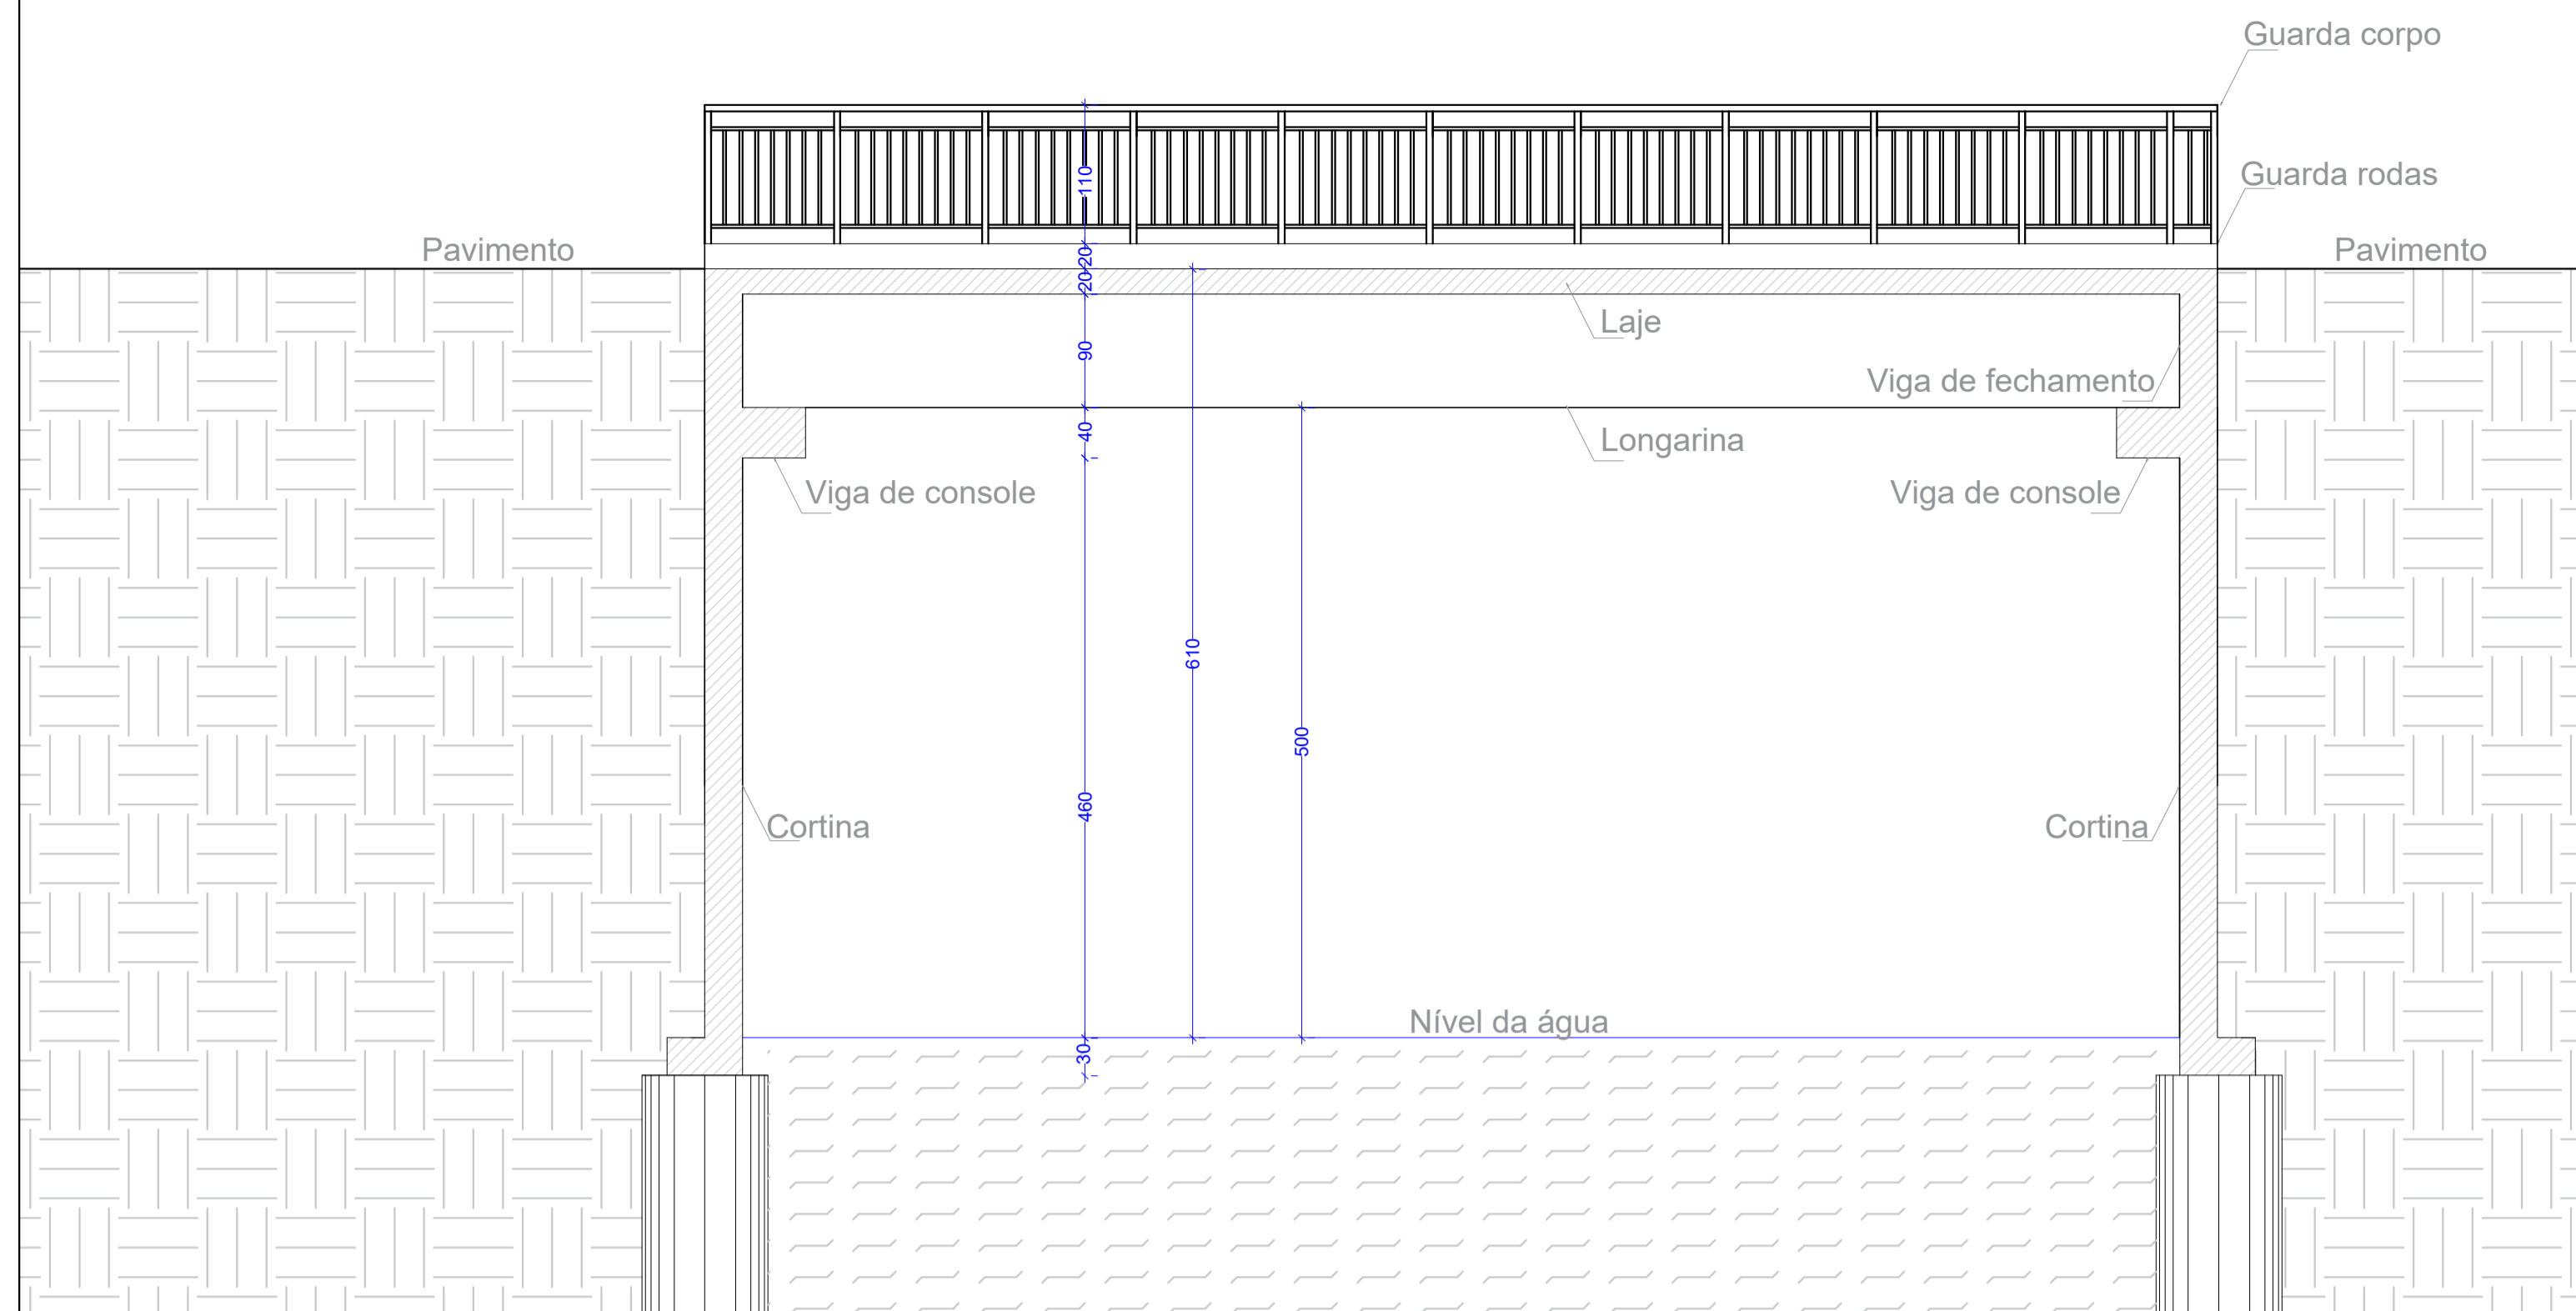 Guarda corpo
110
Guarda rodas
Pavimento
20
Pavimento
20
Laje
90
Viga de fechamento
40
Longarina
Viga de console
Viga de console
610
500
460
Cortina
Cortina
Nível da água
30